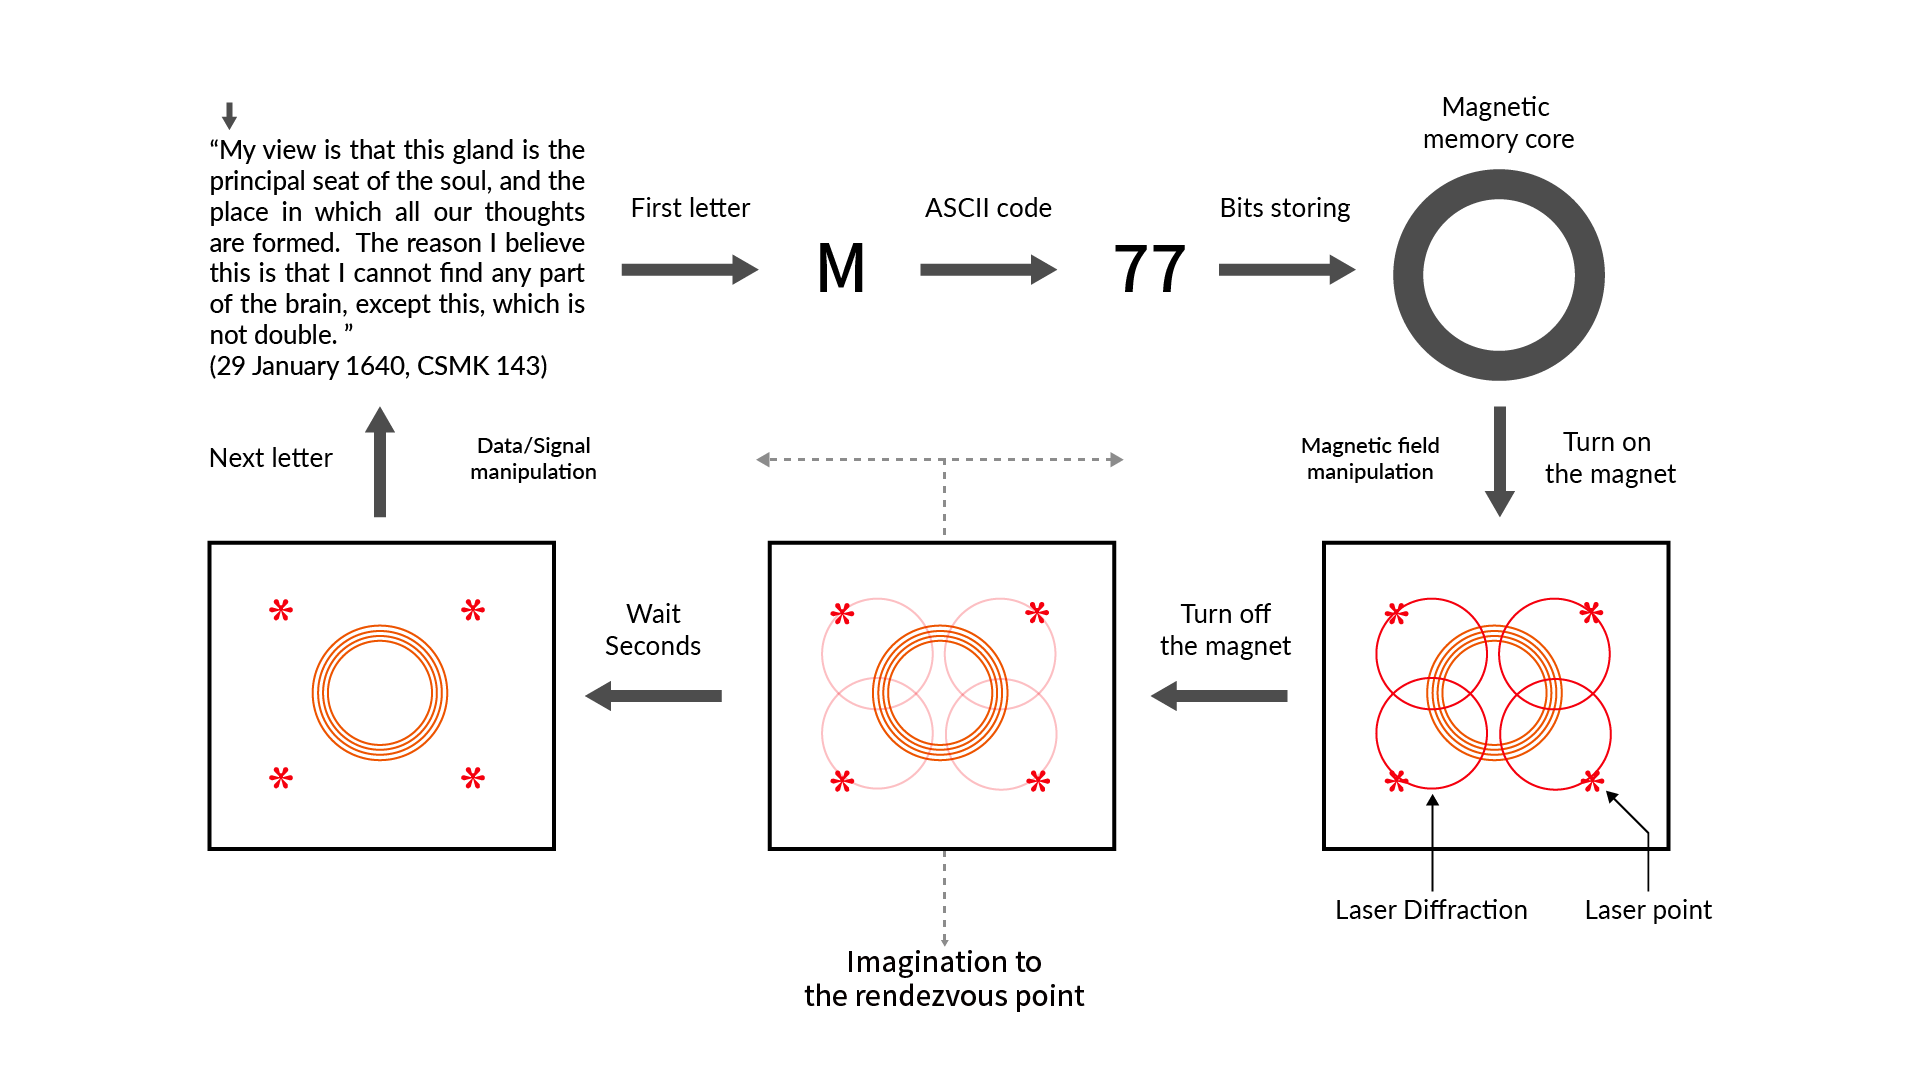 “My view is that this gland is the
principal seat of the soul, and the
place in which all our thoughts
are formed.  The reason I believe
this is that I cannot find any part
of the brain, except this, which is
not double. ”
(29 January 1640, CSMK 143)
First letter
M
ASCII code
77
Bits storing
Magnetic
memory core
Next letter
Data/Signal
manipulation
Magnetic field
manipulation
Turn on
the magnet
*
*
*
*
Wait
Seconds
*
*
*
*
Turn off
the magnet
*
*
*
*
Laser Diffraction
Laser point
Imagination to
the rendezvous point